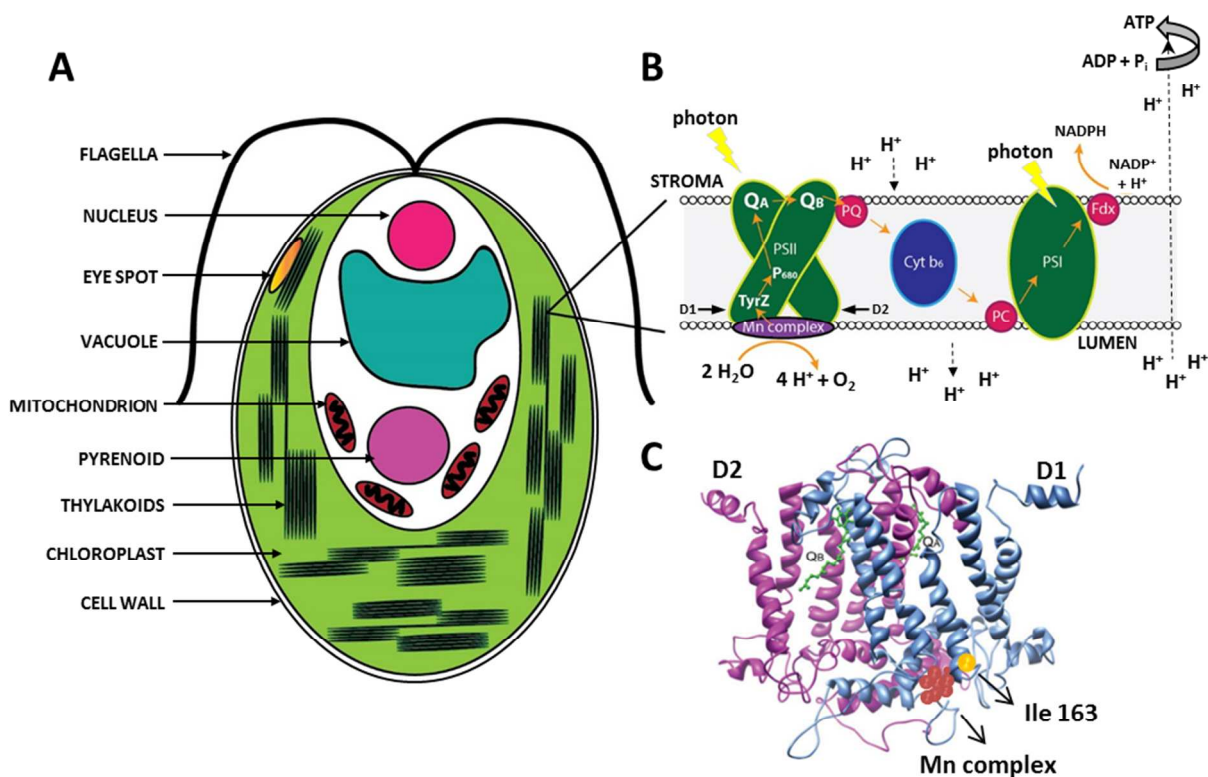 A
FLAGELLA
NUCLEUS
EYE SPOT
VACUOLE
MITOCHONDRION
PYRENOID
THYLAKOIDS
CHLOROPLAST
CELL WALL
B
ATP
ADP + Pi
H⁺ H⁺
photon
H⁺
H⁺ H⁺
STROMA
QA QB
PQ
PSII
P680
TyrZ
D1
D2
Mn complex
2 H₂O
4 H⁺ + O₂
Cyt b₆
PC
photon
PSI
NADPH
NADP⁺
+ H⁺
Fdx
LUMEN
H⁺ H⁺
H⁺
H⁺
H⁺ H⁺
C
D2
D1
QB
QA
Ile 163
Mn complex